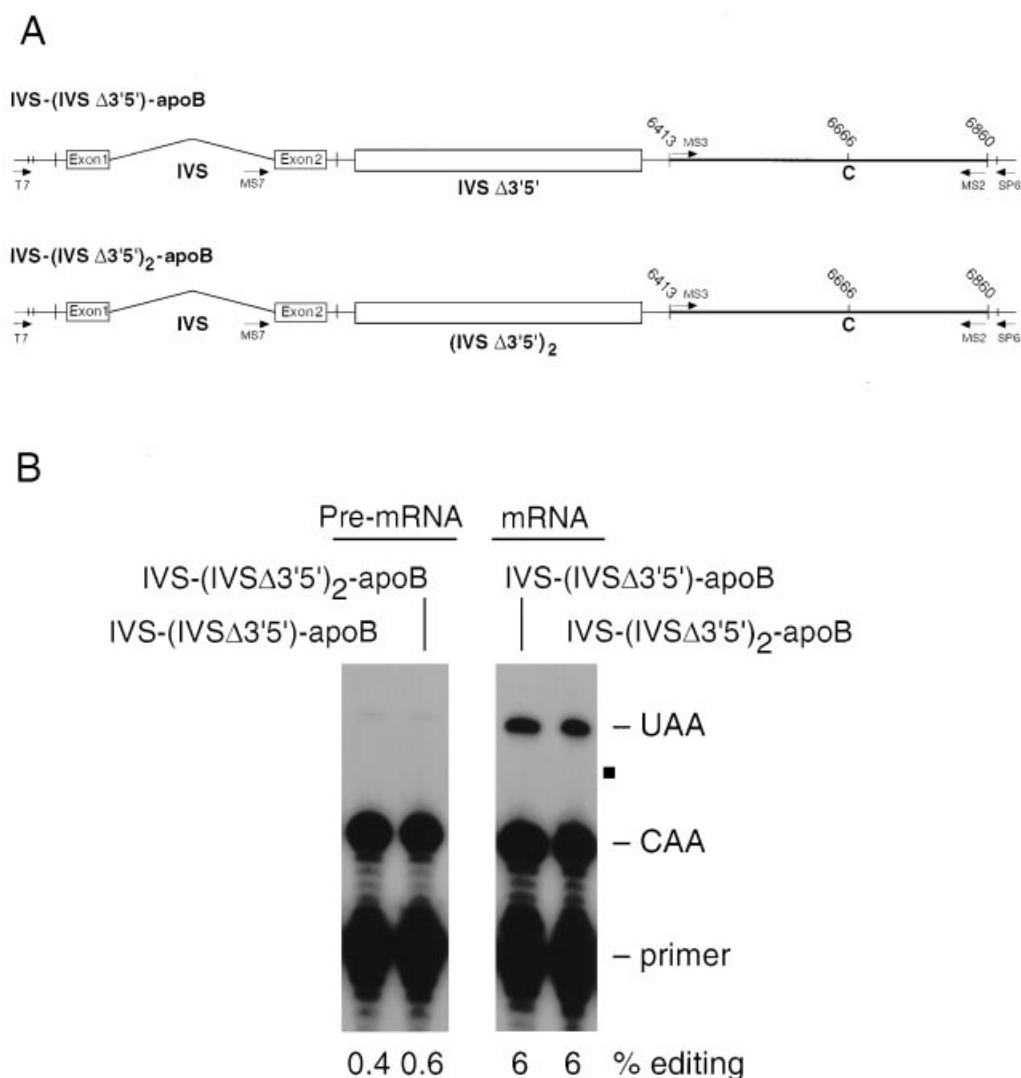 A
IVS-(IVS Δ3'5')-apoB
6413 MS3 6666 6860
Exon1 Exon2
T7 IVS MS7 IVS Δ3'5' C MS2 SP6
IVS-(IVS Δ3'5')2-apoB
6413 MS3 6666 6860
Exon1 Exon2
T7 IVS MS7 (IVS Δ3'5')2 C MS2 SP6
B
Pre-mRNA mRNA
IVS-(IVSΔ3'5')2-apoB IVS-(IVSΔ3'5')-apoB
IVS-(IVSΔ3'5')-apoB IVS-(IVSΔ3'5')2-apoB
– UAA
– CAA
– primer
0.4 0.6 6 6 % editing